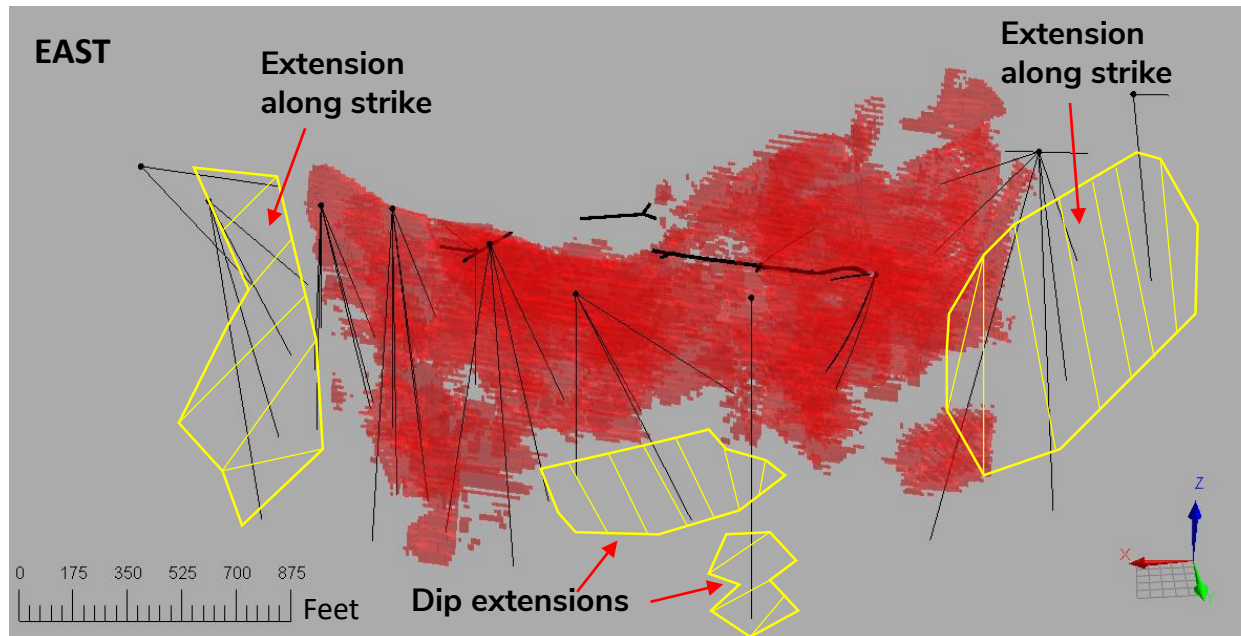 EAST
Extension
along strike
Extension
along strike
Z
X
Y
0 175 350 525 700 875
Feet
Dip extensions